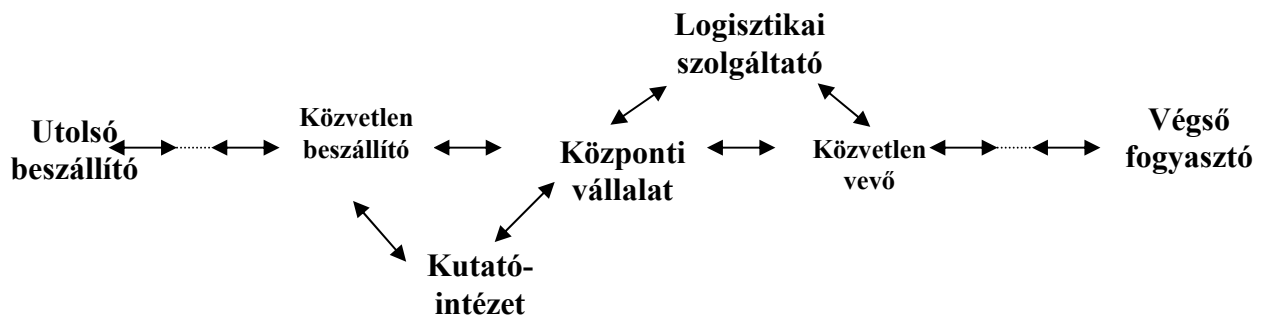 Logisztikai
szolgáltató
Utolsó
beszállító
Közvetlen
beszállító
Központi
vállalat
Közvetlen
vevő
Végső
fogyasztó
Kutató-
intézet